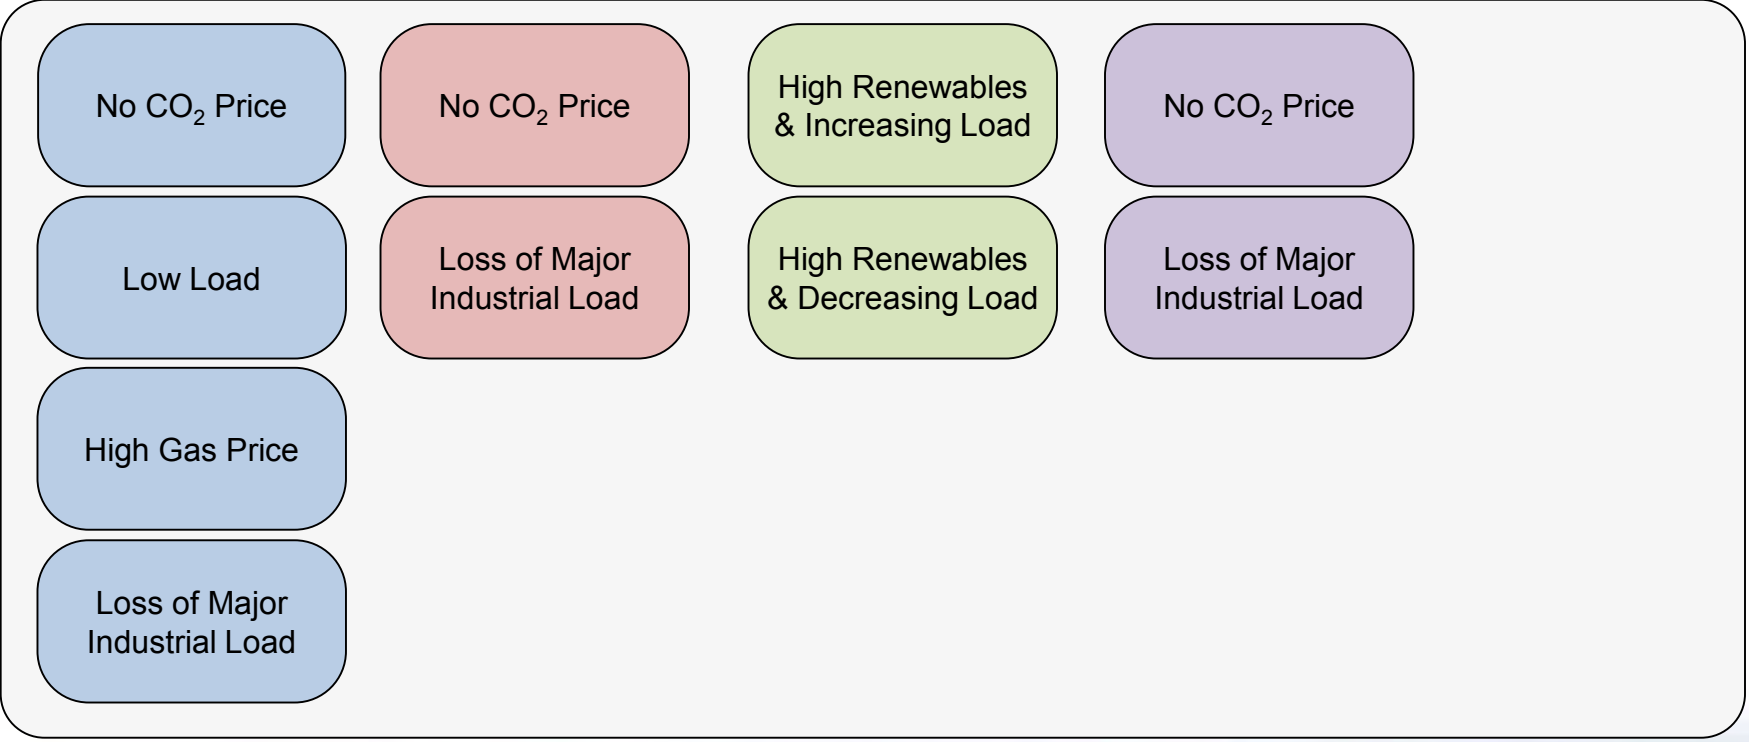 No CO₂ Price
Low Load
High Gas Price
Loss of Major
Industrial Load
No CO₂ Price
Loss of Major
Industrial Load
High Renewables
& Increasing Load
High Renewables
& Decreasing Load
No CO₂ Price
Loss of Major
Industrial Load